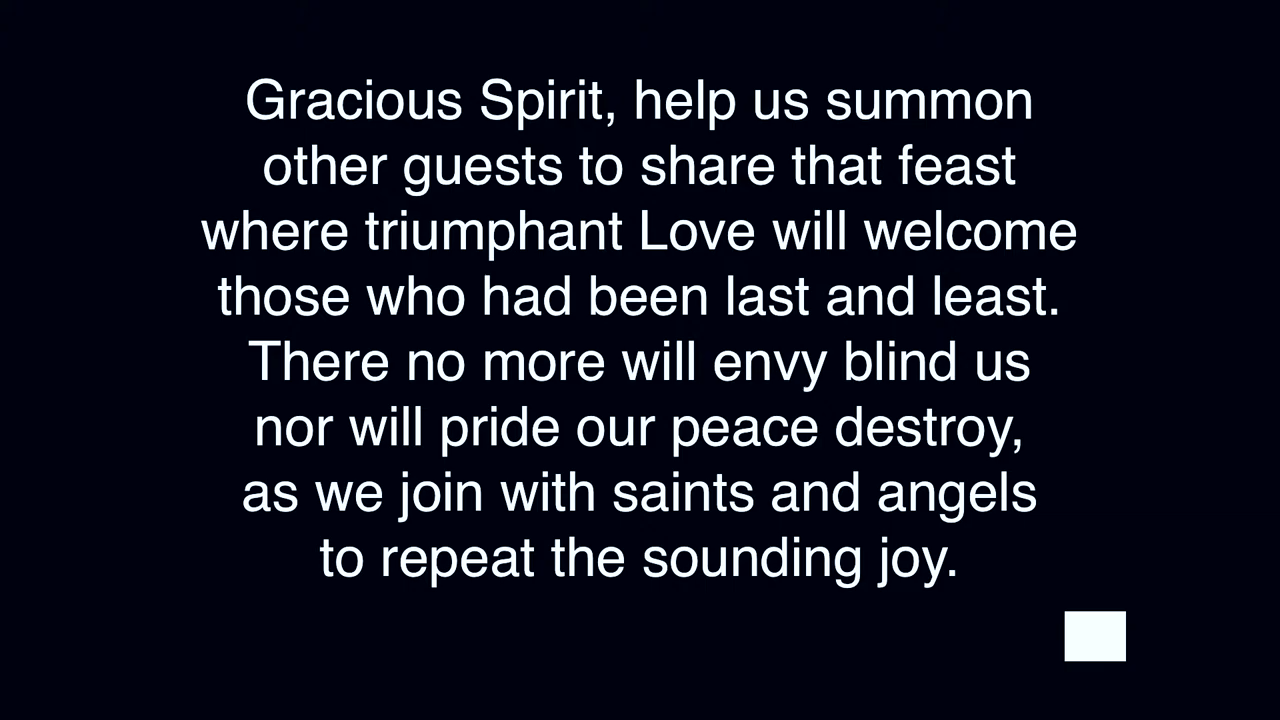 Gracious Spirit, help us summon
other guests to share that feast
where triumphant Love will welcome
those who had been last and least.
There no more will envy blind us
nor will pride our peace destroy,
as we join with saints and angels
to repeat the sounding joy.